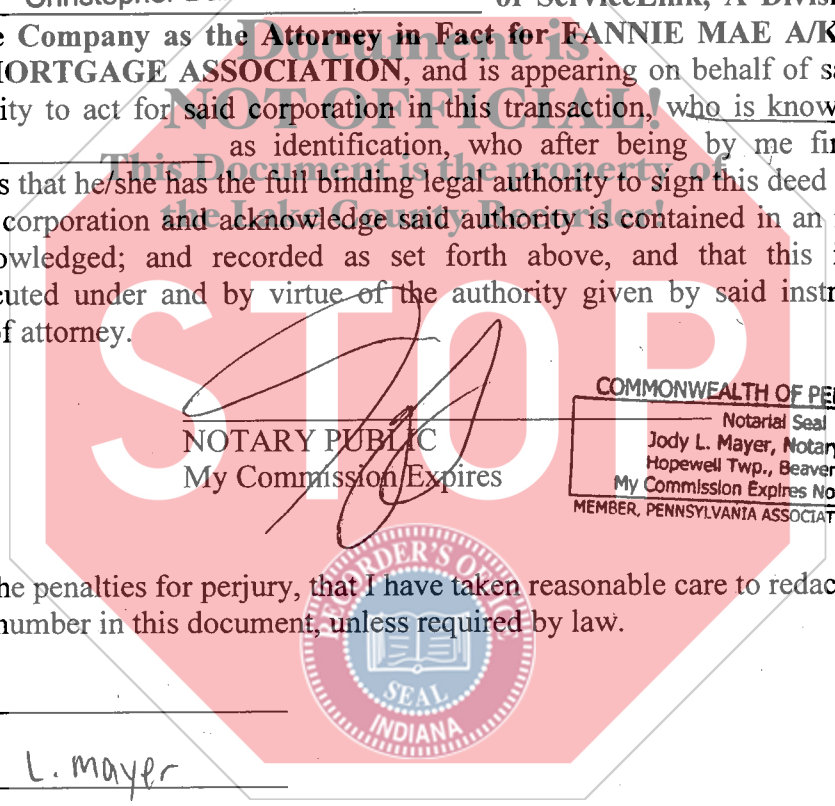 Christopher
of ServiceLink, A Divisi
e Company as the Attorney in Fact for FANNIE MAE A/K
ORTGAGE ASSOCIATION, and is appearing on behalf of s
ity to act for said corporation in this transaction, who is know
as identification, who after being by me fir
s that he/she has the full binding legal authority to sign this deed
corporation and acknowledge said authority is contained in an
owledged; and recorded as set forth above, and that this i
cuted under and by virtue of the authority given by said instr
f attorney.
Document is
NOT OFFICIAL!
This Document is the property of
the Lake County Recorder!
STOP
NOTARY PUBLIC
My Commission Expires
COMMONWEALTH OF PE
Notarial Seal
Jody L. Mayer, Notar
Hopewell Twp., Beaver
My Commission Expires No
MEMBER, PENNSYLVANIA ASSOCIAT
he penalties for perjury, that I have taken reasonable care to redac
number in this document, unless required by law.
RECORDER'S OFFICE
SEAL
INDIANA
L. Mayer